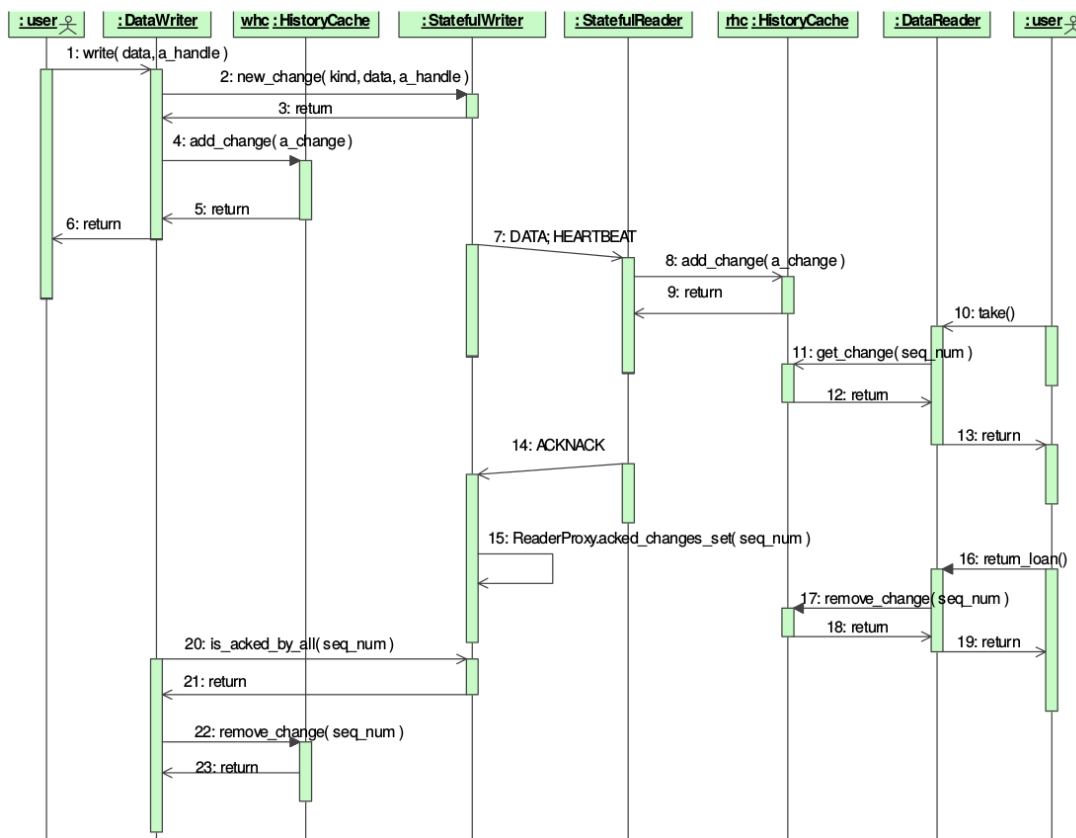 : user
: DataWriter
whc : HistoryCache
: StatefulWriter
: StatefulReader
rhc : HistoryCache
: DataReader
: user
1: write( data, a_handle )
2: new_change( kind, data, a_handle )
3: return
4: add_change( a_change )
5: return
6: return
7: DATA; HEARTBEAT
8: add_change( a_change )
9: return
10: take()
11: get_change( seq_num )
12: return
13: return
14: ACKNACK
15: ReaderProxy.acked_changes_set( seq_num )
16: return_loan()
17: remove_change( seq_num )
18: return
19: return
20: is_acked_by_all( seq_num )
21: return
22: remove_change( seq_num )
23: return